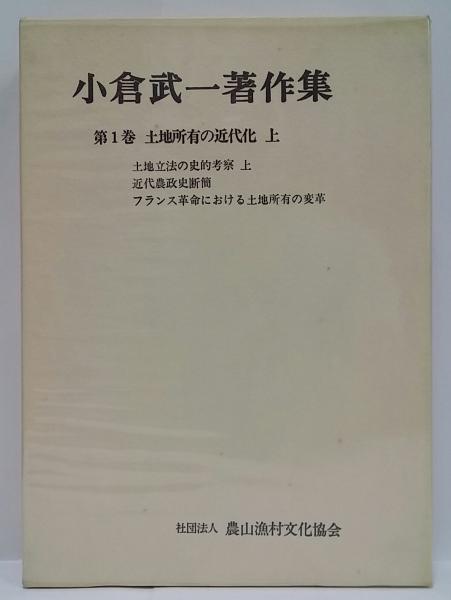 小倉武一著作集
第1巻 土地所有の近代化 上
土地立法の史的考察 上
近代農政史断簡
フランス革命における土地所有の変革
社団法人 農山漁村文化協会